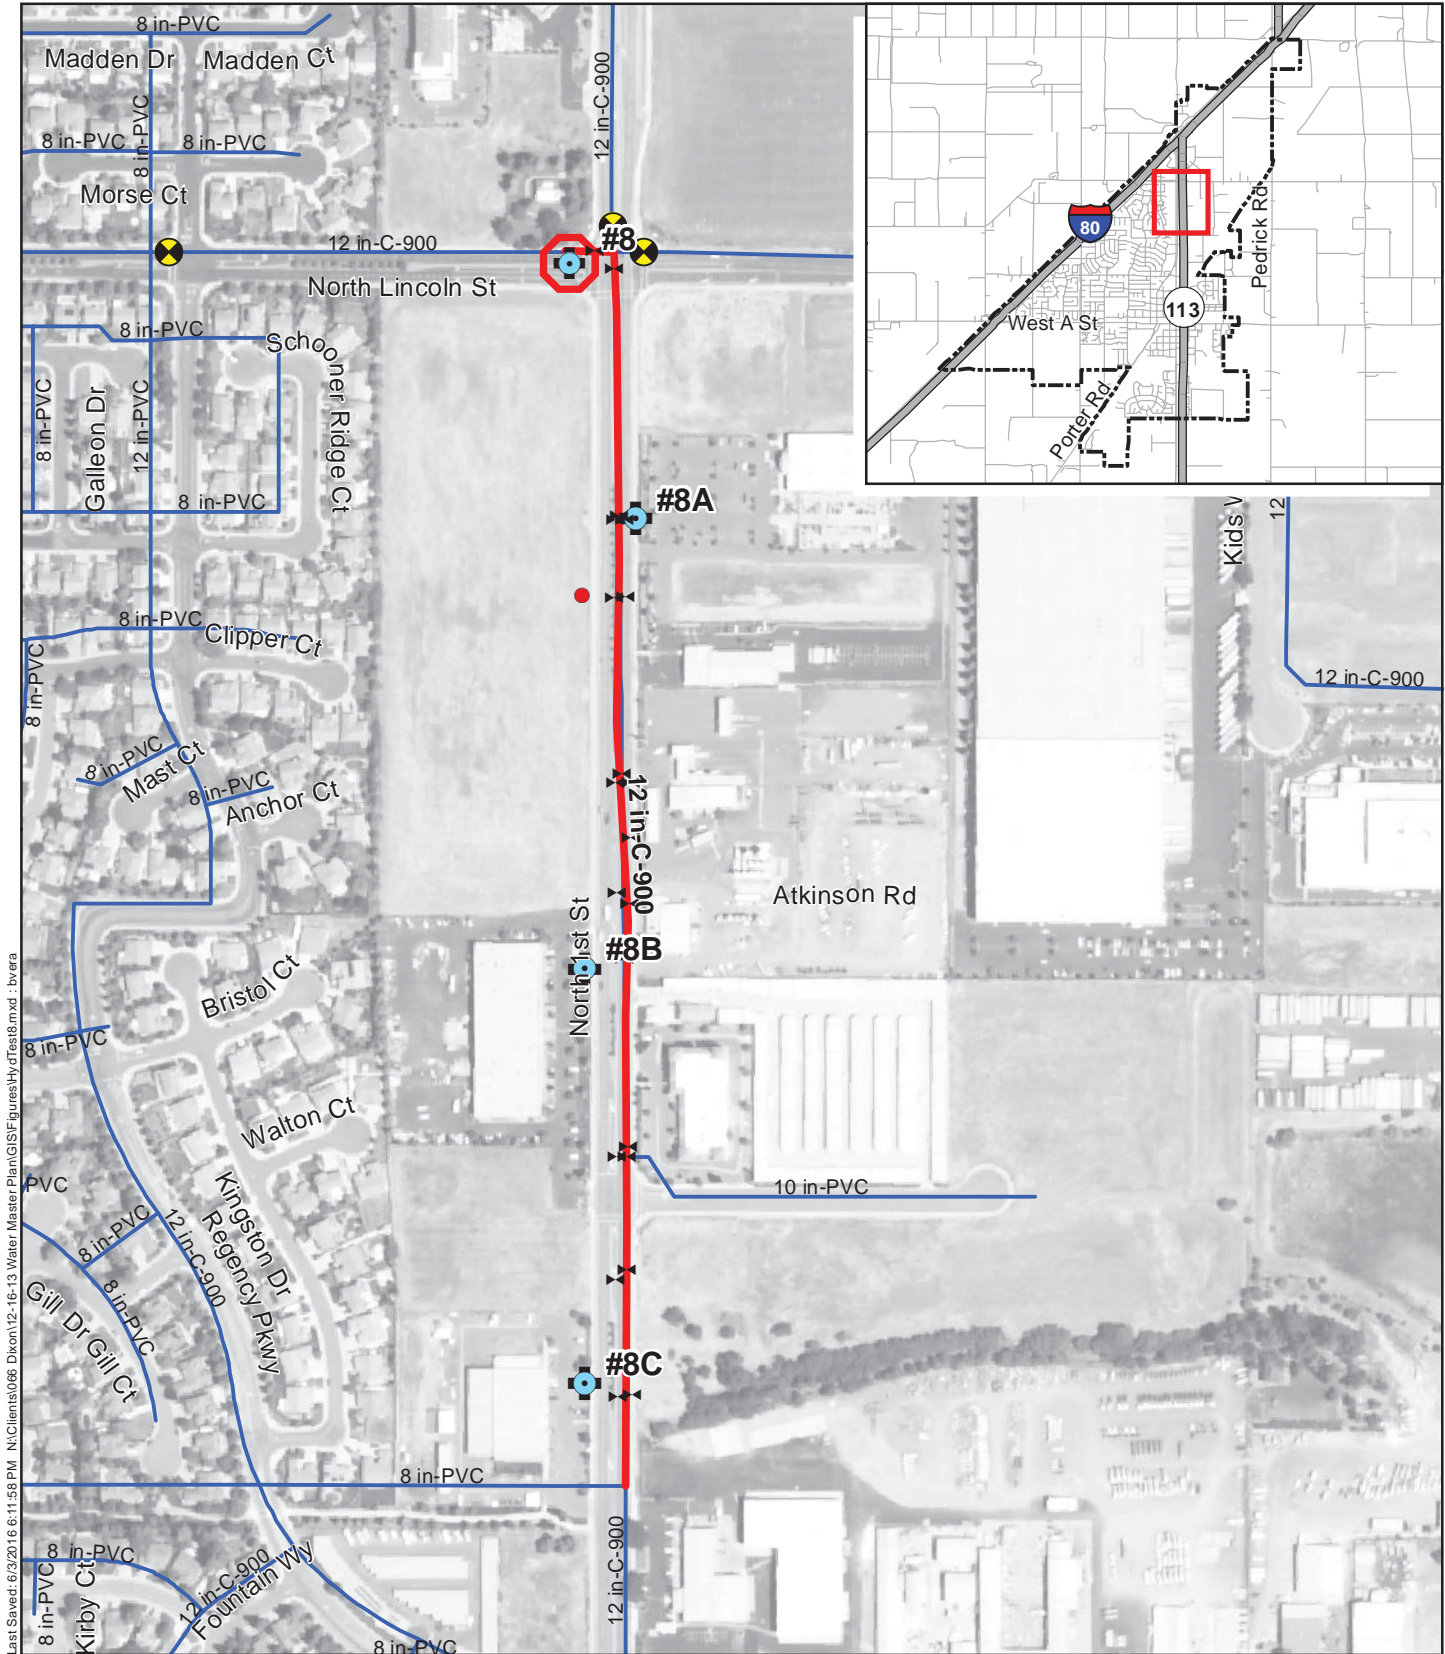 8 in-PVC
Madden Dr
Madden Ct
8 in-PVC
12 in-C-900
8 in-PVC
8 in-PVC
Morse Ct
12 in-C-900
#8
North Lincoln St
80
113
West A St
Pedrick Rd
Porter Rd
8 in-PVC
Schooner Ridge Ct
8 in-PVC
Galleon Dr
12 in-PVC
8 in-PVC
#8A
Kids
12
8 in-PVC
Clipper Ct
8 in-PVC
12 in-C-900
8 in-PVC
Mast Ct
8 in-PVC
Anchor Ct
12 in-C-900
Atkinson Rd
North 1st St
#8B
Bristol Ct
8 in-PVC
Walton Ct
PVC
10 in-PVC
Kingston Dr
Regency Pkwy
8 in-PVC
12 in-C-900
8 in-PVC
Gill Dr
Gill Ct
#8C
8 in-PVC
12 in-C-900
8 in-PVC
8 in-PVC
Kirby Ct
12 in-C-900
Fountain Wy
8 in-PVC
Last Saved: 6/3/2016 6:11:58 PM N:\Clients\066 Dixon\12-16-13 Water Master Plan\GIS\Figures\HydTest8.mxd : bvera